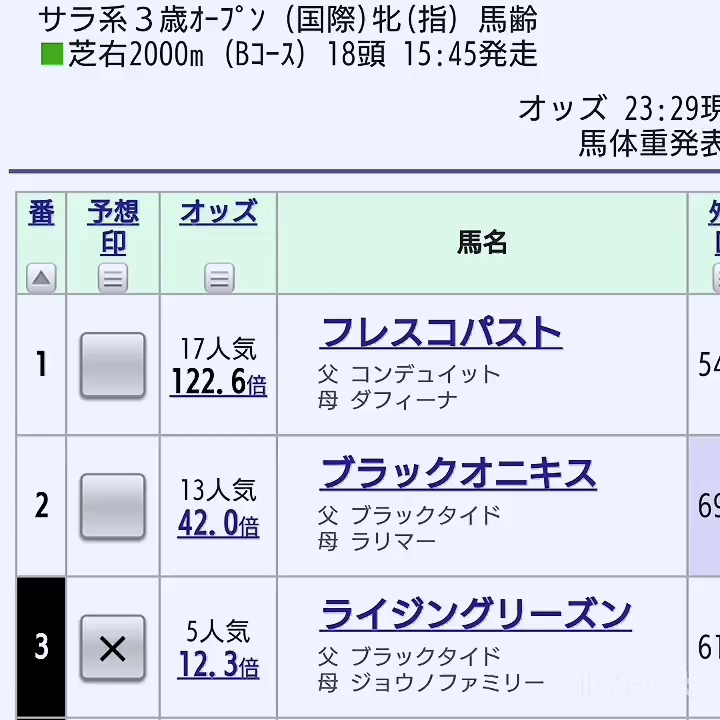 サラ系３歳ｵｰﾌﾟﾝ (国際)牝(指) 馬齢
芝右2000m (Bｺｰｽ) 18頭 15:45発走
オッズ 23:29現
馬体重発表
番 予想印 オッズ 馬名
1 17人気 122.6倍 フレスコパスト
父 コンデュイット
母 ダフィーナ
54
2 13人気 42.0倍 ブラックオニキス
父 ブラックタイド
母 ラリマー
69
3 × 5人気 12.3倍 ライジングリーズン
父 ブラックタイド
母 ジョウノファミリー
61